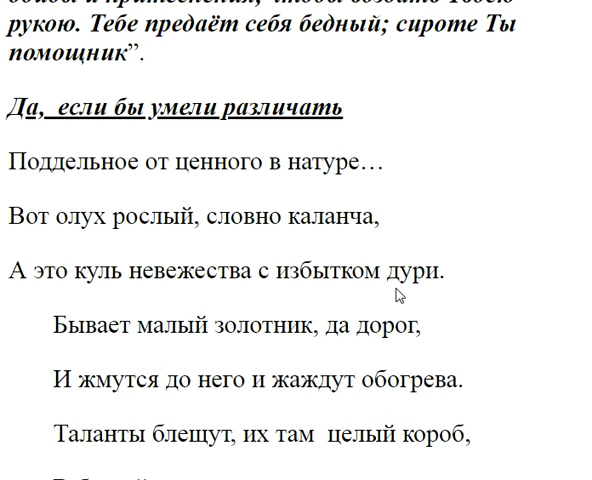 рукою. Тебе предаёт себя бедный; сироте Ты
помощник”.
Да, если бы умели различать
Поддельное от ценного в натуре…
Вот олух рослый, словно каланча,
А это куль невежества с избытком дури.
Бывает малый золотник, да дорог,
И жмутся до него и жаждут обогрева.
Таланты блещут, их там целый короб,